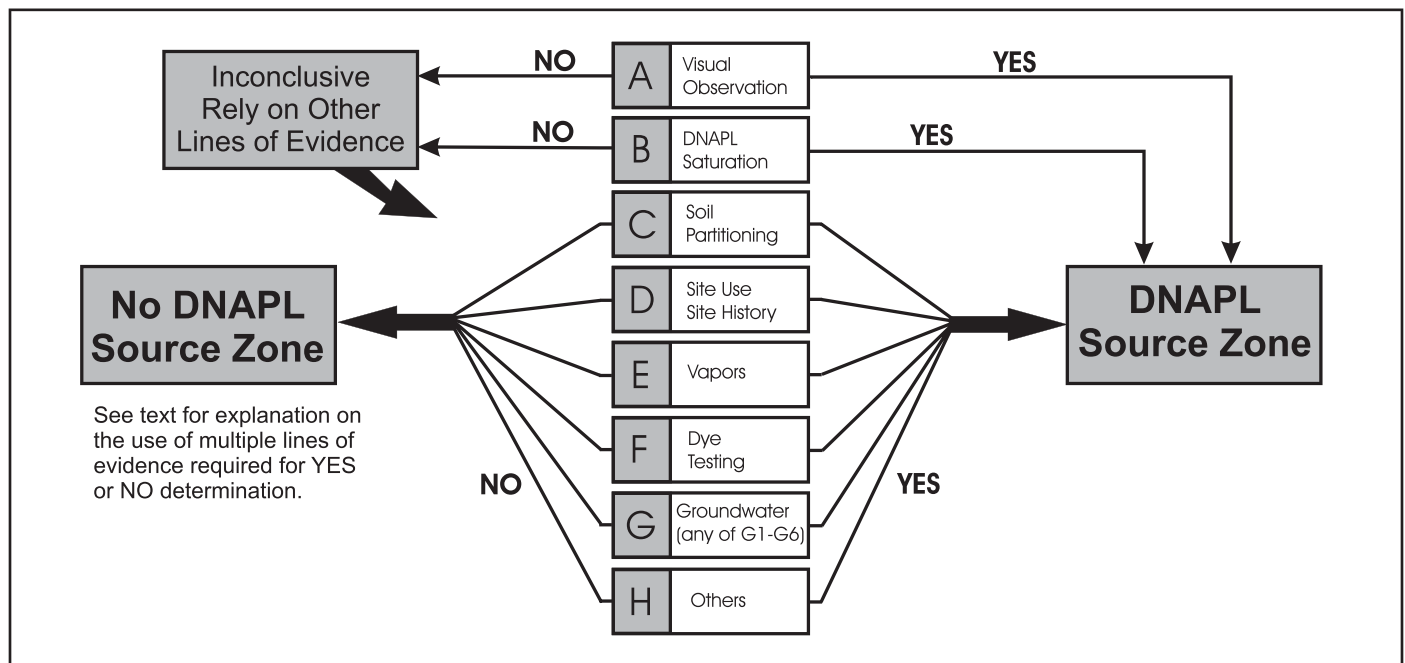 Inconclusive
Rely on Other
Lines of Evidence
NO
A
Visual
Observation
YES
NO
B
DNAPL
Saturation
YES
C
Soil
Partitioning
No DNAPL
Source Zone
D
Site Use
Site History
DNAPL
Source Zone
E
Vapors
See text for explanation on
the use of multiple lines of
evidence required for YES
or NO determination.
F
Dye
Testing
NO
YES
G
Groundwater
(any of G1-G6)
H
Others